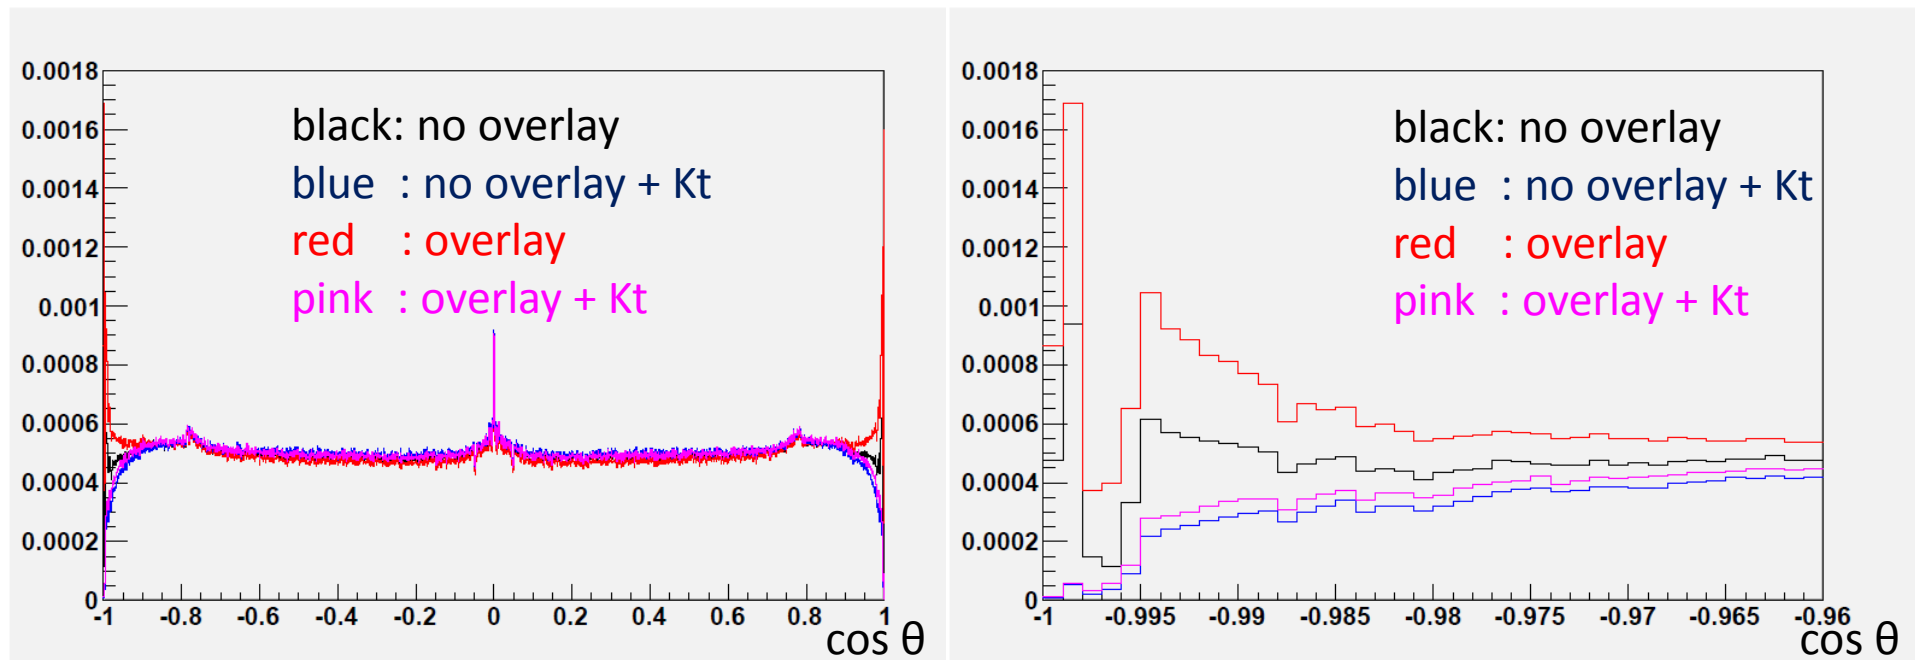 0.0018
0.0016
0.0014
0.0012
0.001
0.0008
0.0006
0.0004
0.0002
0
-1 -0.8 -0.6 -0.4 -0.2 0 0.2 0.4 0.6 0.8 1
cos θ
black: no overlay
blue : no overlay + Kt
red : overlay
pink : overlay + Kt
0.0018
0.0016
0.0014
0.0012
0.001
0.0008
0.0006
0.0004
0.0002
0
-1 -0.995 -0.99 -0.985 -0.98 -0.975 -0.97 -0.965 -0.96
cos θ
black: no overlay
blue : no overlay + Kt
red : overlay
pink : overlay + Kt